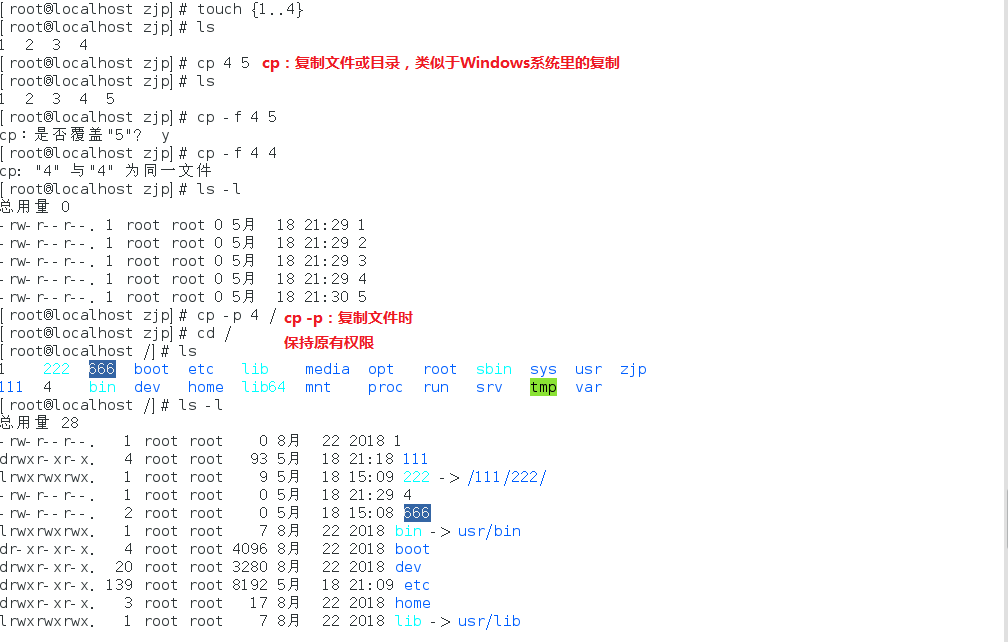 [root@localhost zjp]# touch {1..4}
[root@localhost zjp]# ls
1  2  3  4
[root@localhost zjp]# cp 4 5 cp：复制文件或目录，类似于Windows系统里的复制
[root@localhost zjp]# ls
1  2  3  4  5
[root@localhost zjp]# cp -f 4 5
cp：是否覆盖"5"？ y
[root@localhost zjp]# cp -f 4 4
cp: "4" 与"4" 为同一文件
[root@localhost zjp]# ls -l
总用量 0
-rw-r--r--. 1 root root 0 5月  18 21:29 1
-rw-r--r--. 1 root root 0 5月  18 21:29 2
-rw-r--r--. 1 root root 0 5月  18 21:29 3
-rw-r--r--. 1 root root 0 5月  18 21:29 4
-rw-r--r--. 1 root root 0 5月  18 21:30 5
[root@localhost zjp]# cp -p 4 / cp -p：复制文件时
[root@localhost zjp]# cd / 保持原有权限
[root@localhost /]# ls
1    222  666  boot  etc   lib    media  opt   root  sbin  sys  usr  zjp
111  4    bin  dev   home  lib64  mnt    proc  run   srv   tmp  var
[root@localhost /]# ls -l
总用量 28
-rw-r--r--.   1 root root    0 8月  22 2018 1
drwxr-xr-x.   4 root root   93 5月  18 21:18 111
lrwxrwxrwx.   1 root root    9 5月  18 15:09 222 -> /111/222/
-rw-r--r--.   1 root root    0 5月  18 21:29 4
-rw-r--r--.   2 root root    0 5月  18 15:08 666
lrwxrwxrwx.   1 root root    7 8月  22 2018 bin -> usr/bin
dr-xr-xr-x.   4 root root 4096 8月  22 2018 boot
drwxr-xr-x.  20 root root 3280 8月  22 2018 dev
drwxr-xr-x. 139 root root 8192 5月  18 21:09 etc
drwxr-xr-x.   3 root root   17 8月  22 2018 home
lrwxrwxrwx.   1 root root    7 8月  22 2018 lib -> usr/lib